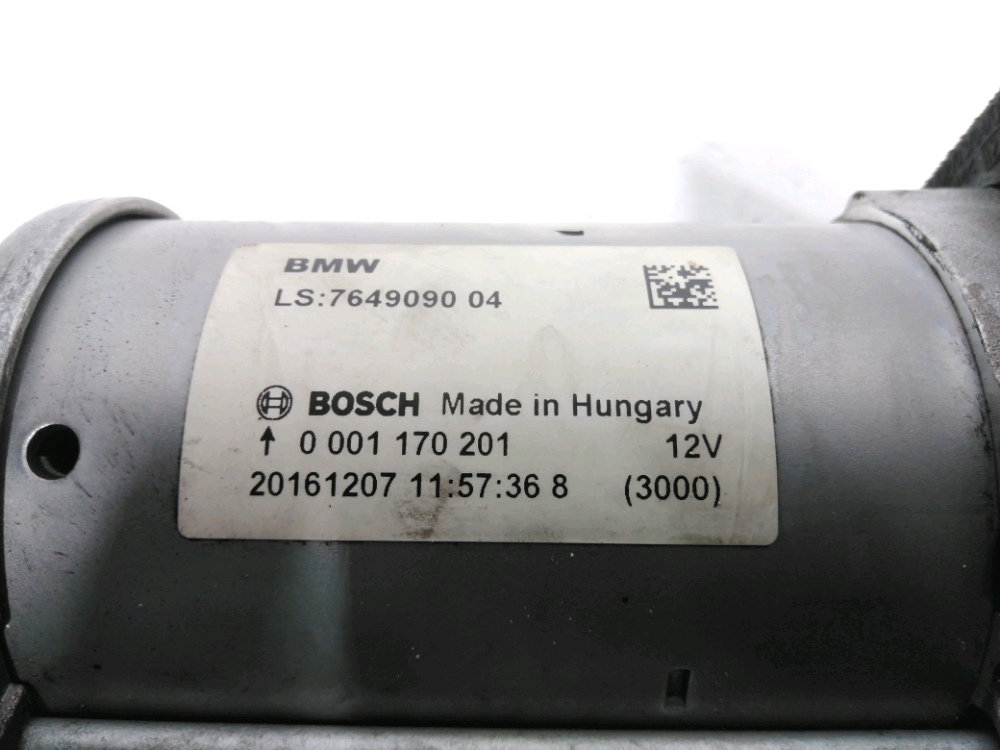 BMW
LS:7649090 04
BOSCH Made in Hungary
↑ 0 001 170 201 12V
20161207 11:57:36 8 (3000)